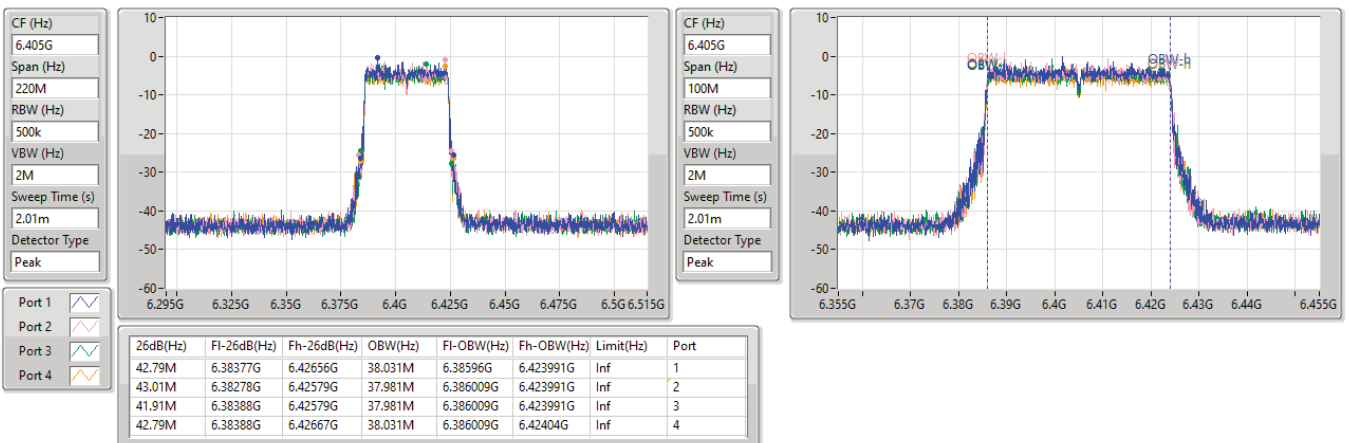 CF (Hz)
6.405G
Span (Hz)
220M
RBW (Hz)
500k
VBW (Hz)
2M
Sweep Time (s)
2.01m
Detector Type
Peak
10
0
-10
-20
-30
-40
-50
-60
6.295G 6.325G 6.35G 6.375G 6.4G 6.425G 6.45G 6.475G 6.5G 6.515G
CF (Hz)
6.405G
Span (Hz)
100M
RBW (Hz)
500k
VBW (Hz)
2M
Sweep Time (s)
2.01m
Detector Type
Peak
10
0
-10
-20
-30
-40
-50
-60
OBW-h
6.355G 6.37G 6.38G 6.39G 6.4G 6.41G 6.42G 6.43G 6.44G 6.455G
Port 1
Port 2
Port 3
Port 4
26dB(Hz) Fl-26dB(Hz) Fh-26dB(Hz) OBW(Hz) Fl-OBW(Hz) Fh-OBW(Hz) Limit(Hz) Port
42.79M 6.38377G 6.42656G 38.031M 6.38596G 6.423991G Inf 1
43.01M 6.38278G 6.42579G 37.981M 6.386009G 6.423991G Inf 2
41.91M 6.38388G 6.42579G 37.981M 6.386009G 6.423991G Inf 3
42.79M 6.38388G 6.42667G 38.031M 6.386009G 6.42404G Inf 4